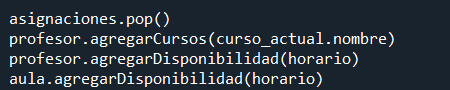 asignaciones.pop()
profesor.agregarCursos(curso_actual.nombre)
profesor.agregarDisponibilidad(horario)
aula.agregarDisponibilidad(horario)